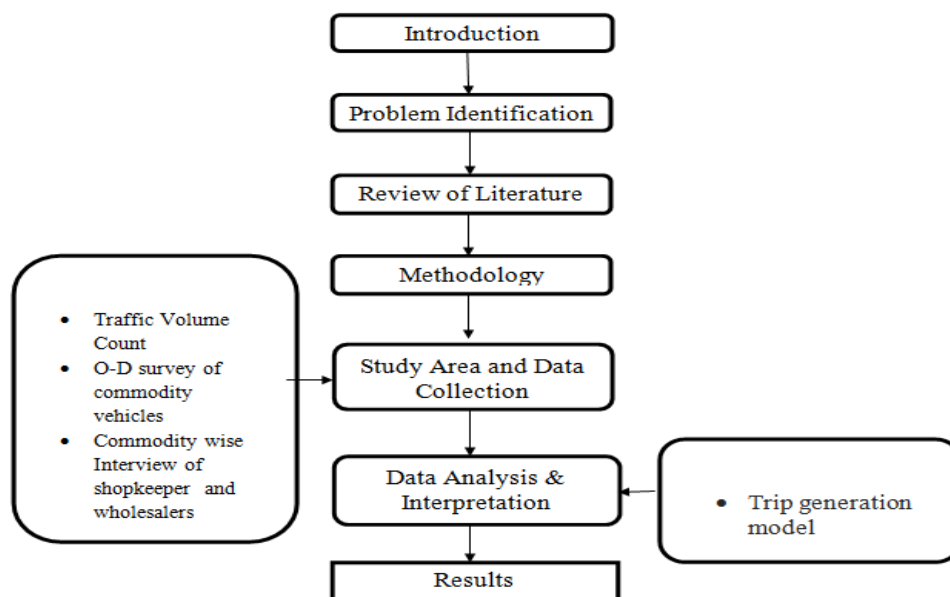 Introduction
Problem Identification
Review of Literature
Methodology
• Traffic Volume
Count
• O-D survey of
commodity
vehicles
• Commodity wise
Interview of
shopkeeper and
wholesalers
Study Area and Data
Collection
Data Analysis &
Interpretation
• Trip generation
model
Results